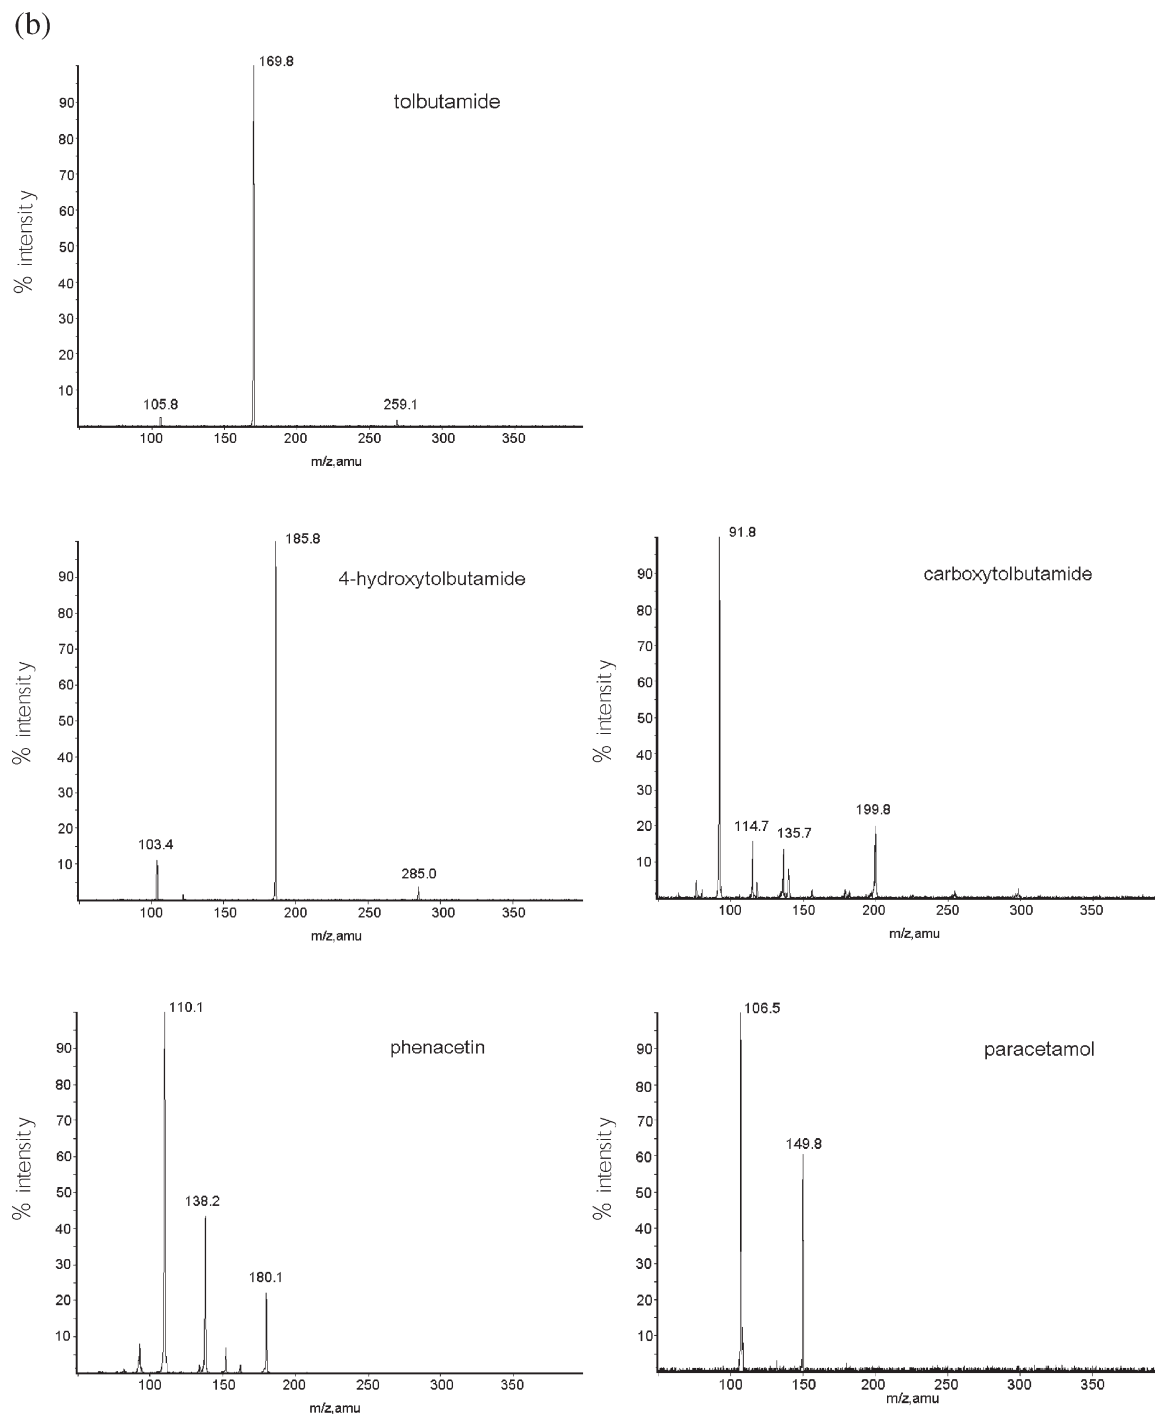 (b)
169.8
tolbutamide
90
80
70
60
50
40
30
20
10
% intensity
105.8
259.1
100 150 200 250 300 350
m/z,amu
185.8
4-hydroxytolbutamide
90
80
70
60
50
40
30
20
10
% intensity
103.4
285.0
100 150 200 250 300 350
m/z,amu
91.8
carboxytolbutamide
90
80
70
60
50
40
30
20
10
% intensity
114.7
135.7
199.8
100 150 200 250 300 350
m/z,amu
110.1
phenacetin
90
80
70
60
50
40
30
20
10
% intensity
138.2
180.1
100 150 200 250 300 350
m/z,amu
106.5
paracetamol
90
80
70
60
50
40
30
20
10
% intensity
149.8
100 150 200 250 300 350
m/z,amu